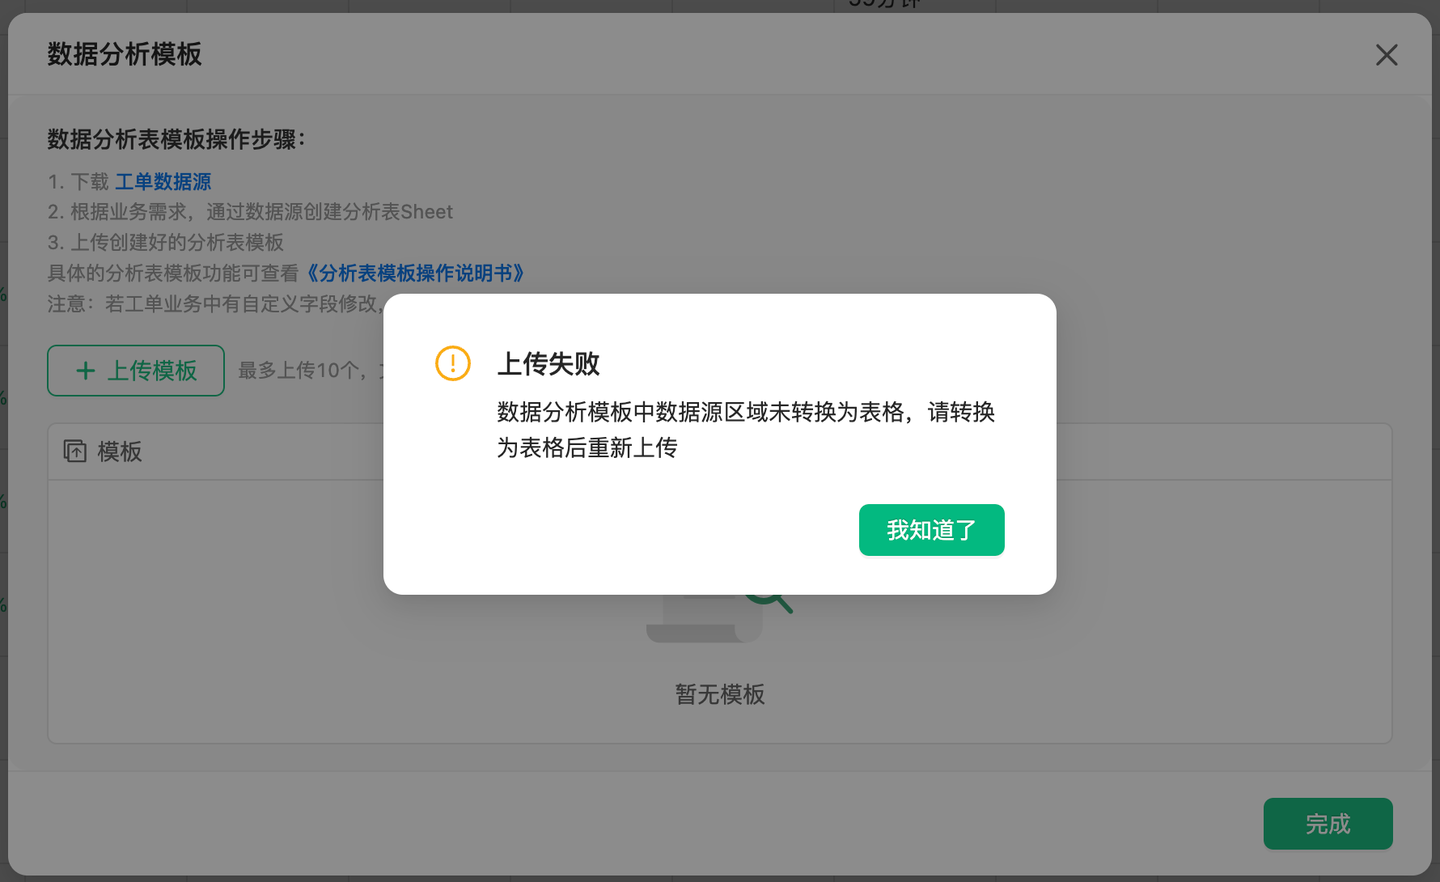 数据分析模板
数据分析表模板操作步骤：
1. 下载 工单数据源
2. 根据业务需求，通过数据源创建分析表Sheet
3. 上传创建好的分析表模板
具体的分析表模板功能可查看《分析表模板操作说明书》
注意：若工单业务中有自定义字段修改，
+ 上传模板 最多上传10个，
模板
上传失败
数据分析模板中数据源区域未转换为表格，请转换
为表格后重新上传
我知道了
暂无模板
完成